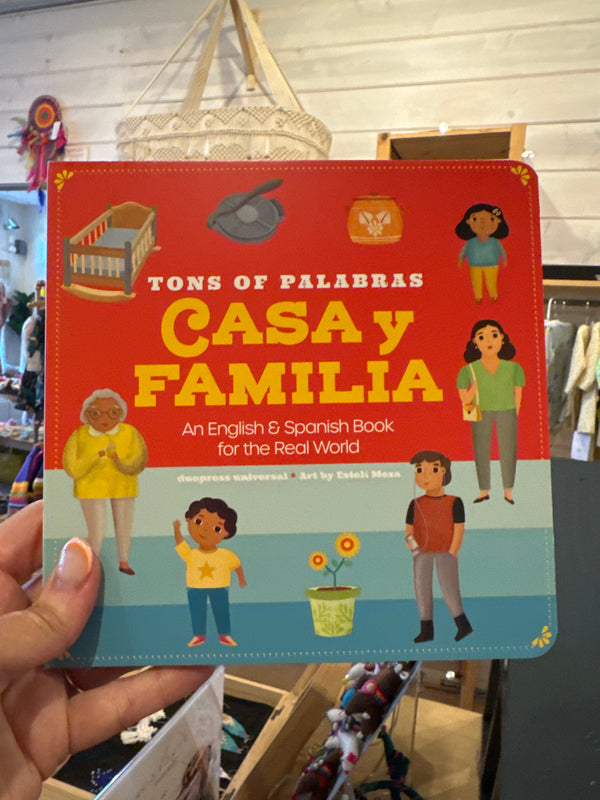 TONS OF PALABRAS
CASA y
FAMILIA
An English & Spanish Book
for the Real World
duopress universal * Art by Estelí Meza